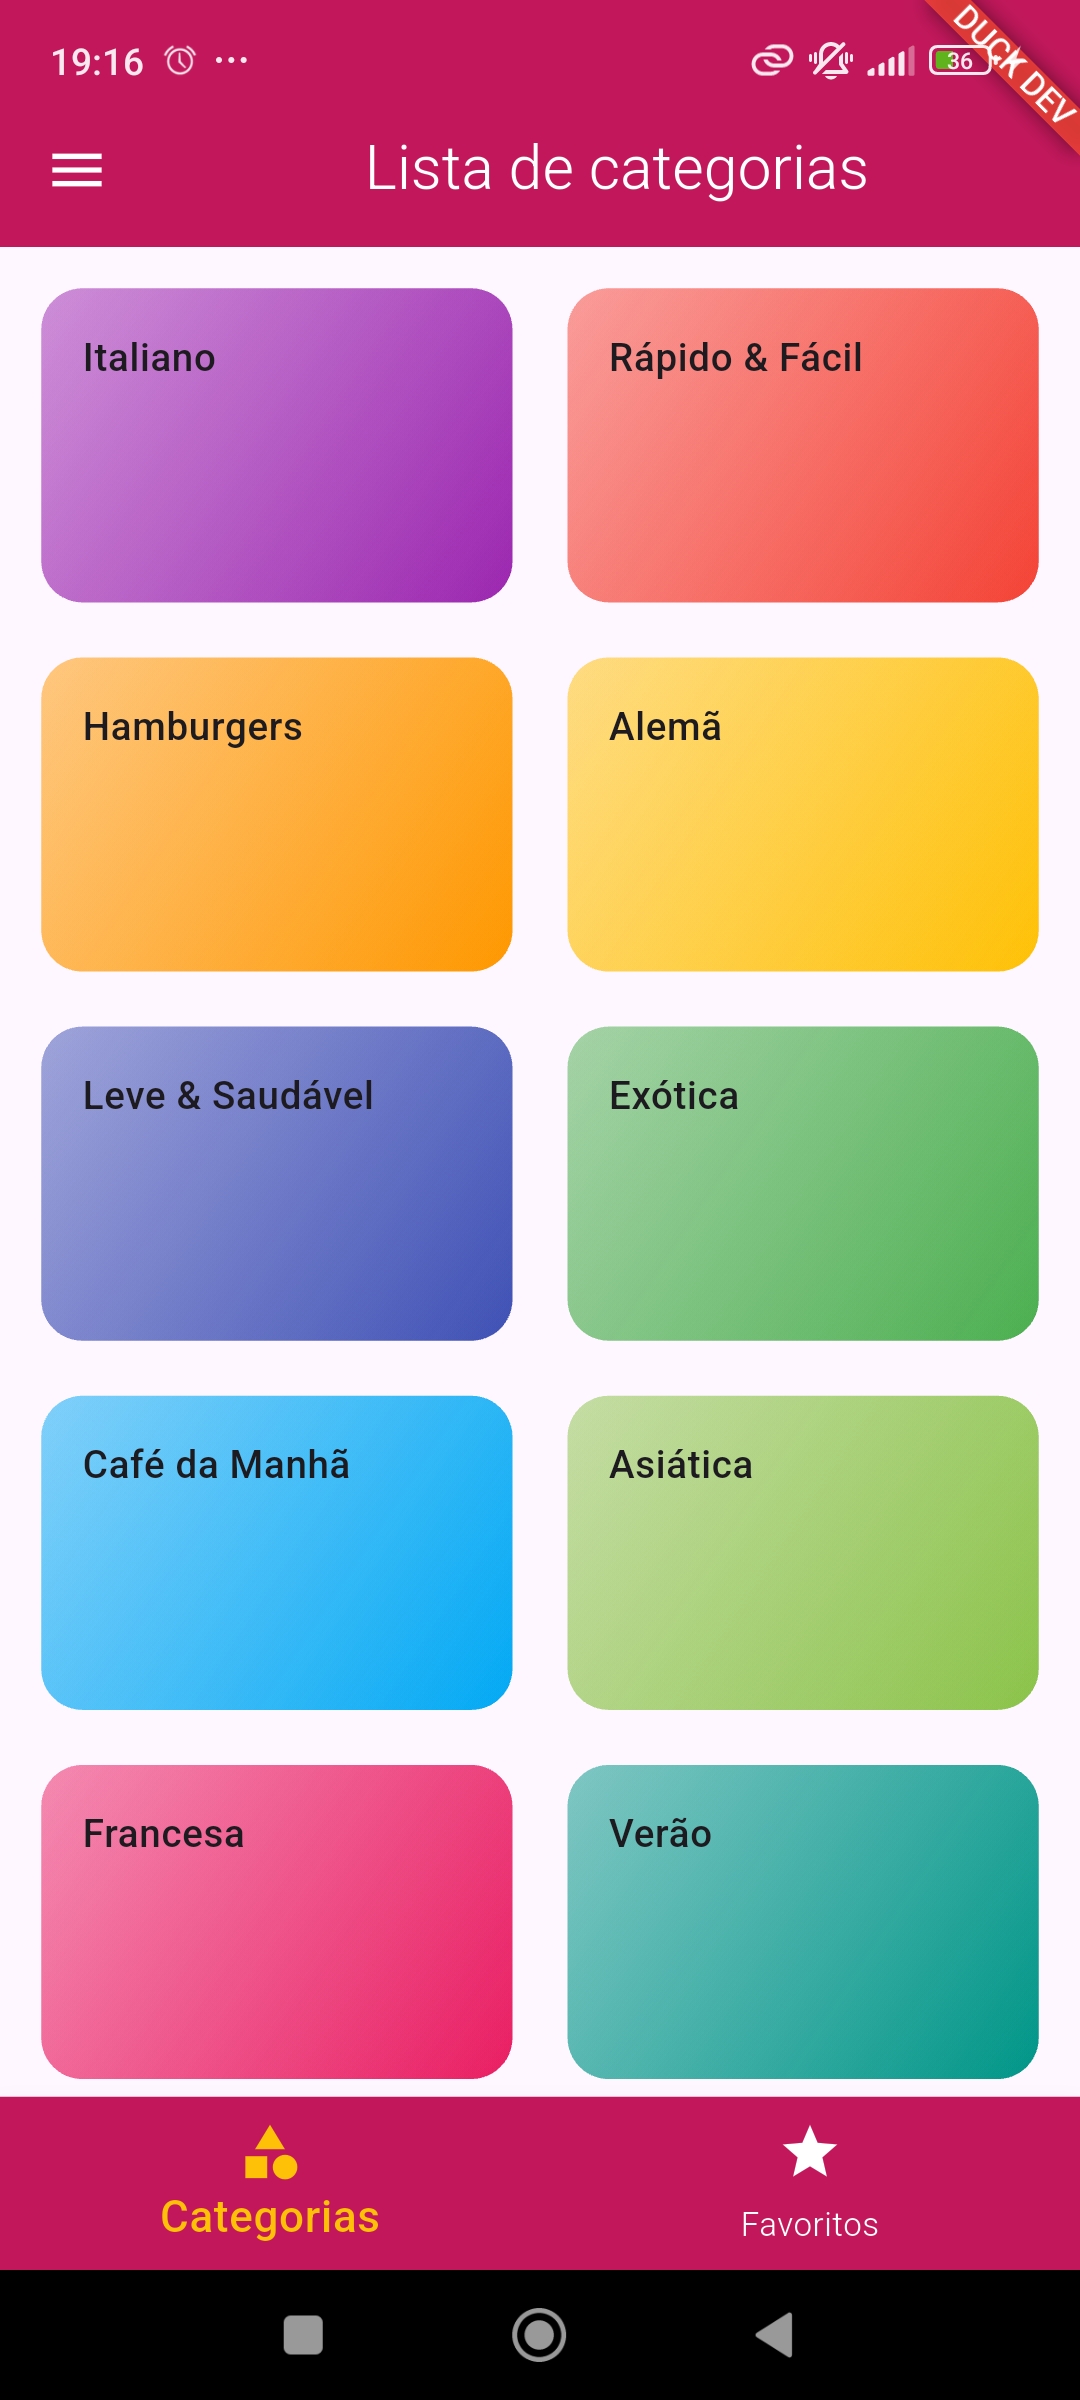 19:16
36
DUCK DEV
Lista de categorias
Italiano
Rápido & Fácil
Hamburgers
Alemã
Leve & Saudável
Exótica
Café da Manhã
Asiática
Francesa
Verão
Categorias
Favoritos